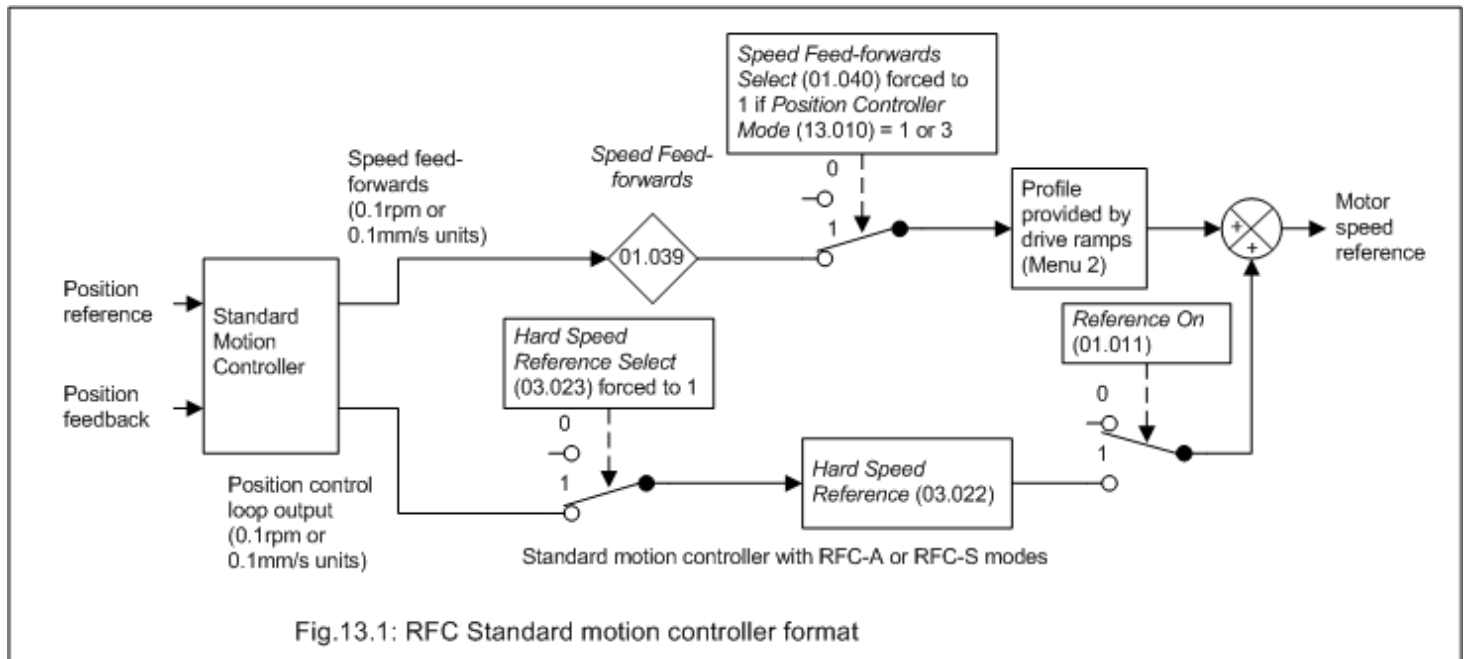 Speed Feed-forwards
Select (01.040) forced to
1 if Position Controller
Mode (13.010) = 1 or 3
Speed feed-
forwards
(0.1rpm or
0.1mm/s units)
Speed Feed-
forwards
0
1
01.039
Profile
provided by
drive ramps
(Menu 2)
+
+
Motor
speed
reference
Position
reference
Position
feedback
Standard
Motion
Controller
Hard Speed
Reference Select
(03.023) forced to 1
Reference On
(01.011)
0
1
0
1
Hard Speed
Reference (03.022)
Position control
loop output
(0.1rpm or
0.1mm/s units)
Standard motion controller with RFC-A or RFC-S modes
Fig.13.1: RFC Standard motion controller format